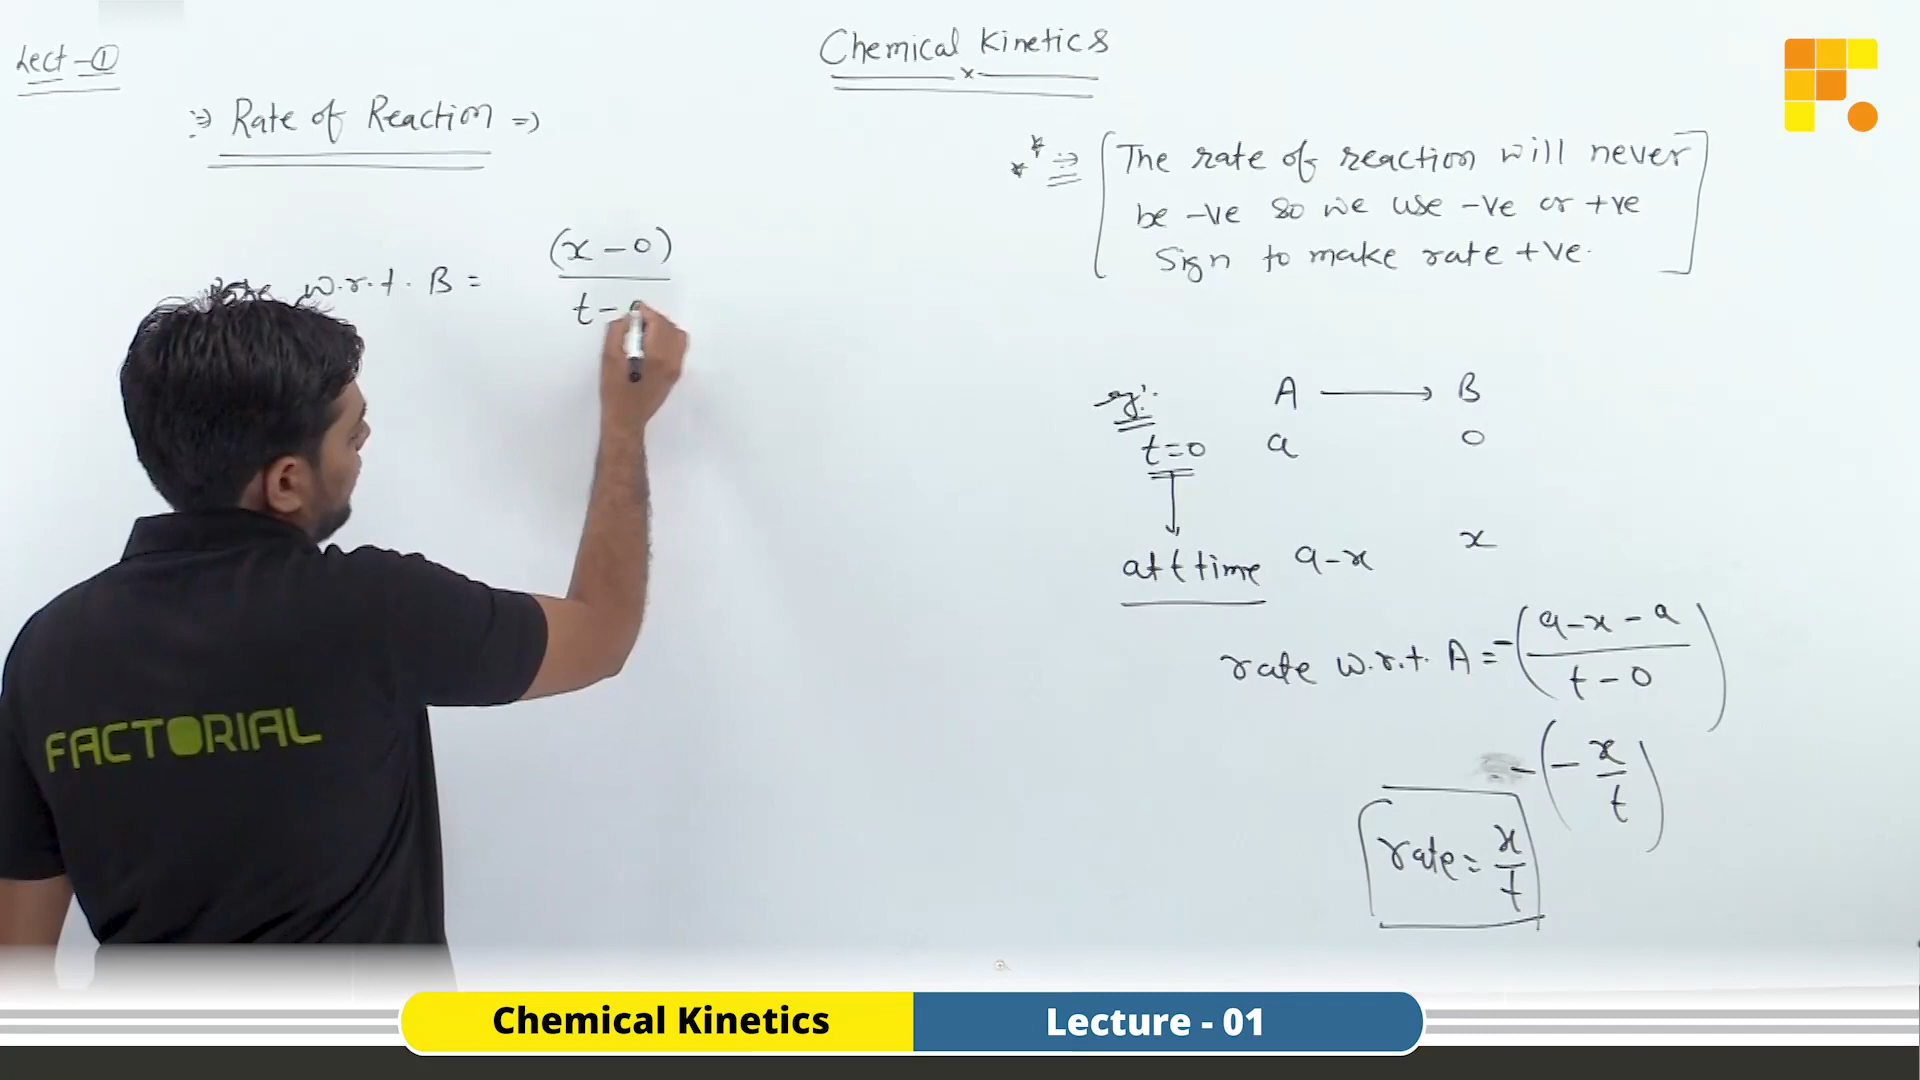 Lect-①
Chemical Kinetics
x
⇒ Rate of Reaction ⇒
** ⇒ [The rate of reaction will never
be -ve so we use -ve or +ve
Sign to make rate +ve.]
Rate w.r.t. B = (x - 0)
t - 0
eg:- A ⟶ B
t=0 a 0
↓
at t time a-x x
rate w.r.t. A = -(a-x-a / t-0)
-(-x/t)
rate = x/t
FACTORIAL
Chemical Kinetics
Lecture - 01